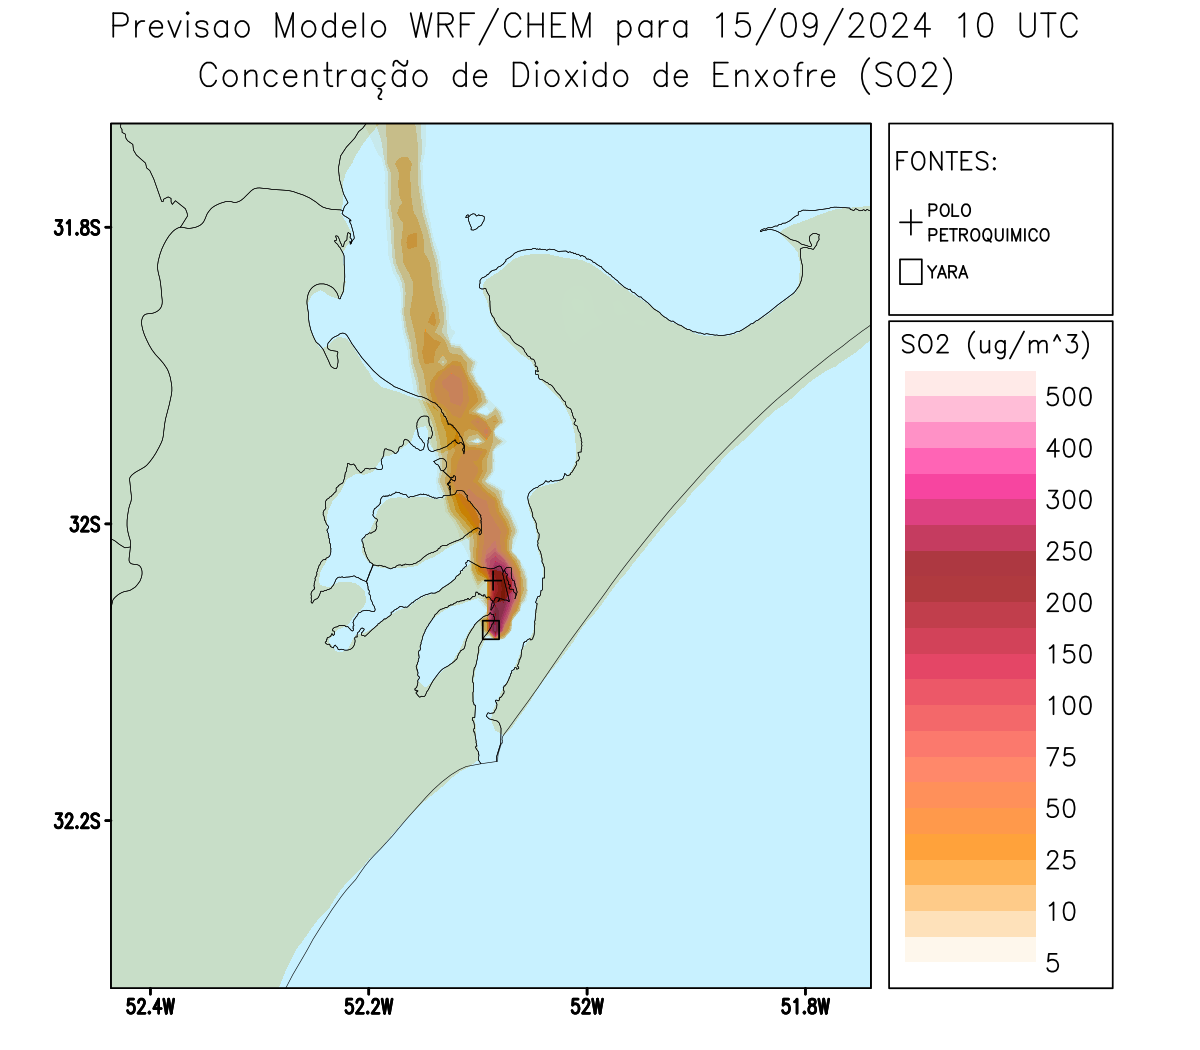 Previsao Modelo WRF/CHEM para 15/09/2024 10 UTC
Concentração de Dioxido de Enxofre (SO2)
FONTES:
POLO
PETROQUIMICO
YARA
SO2 (ug/m^3)
500
400
300
250
200
150
100
75
50
25
10
5
31.8S
32S
32.2S
52.4W
52.2W
52W
51.8W